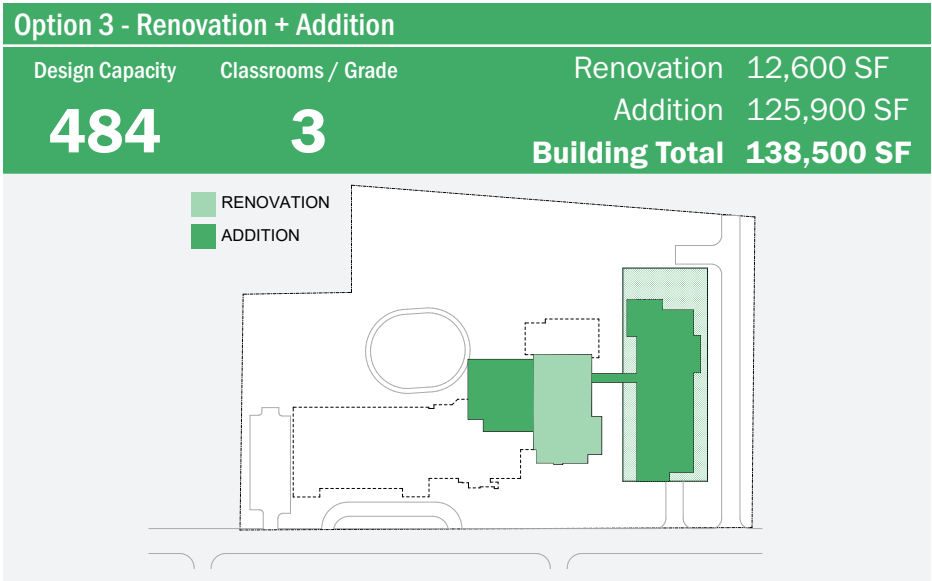 Option 3 - Renovation + Addition
Design Capacity
484
Classrooms / Grade
3
Renovation 12,600 SF
Addition 125,900 SF
Building Total 138,500 SF
RENOVATION
ADDITION